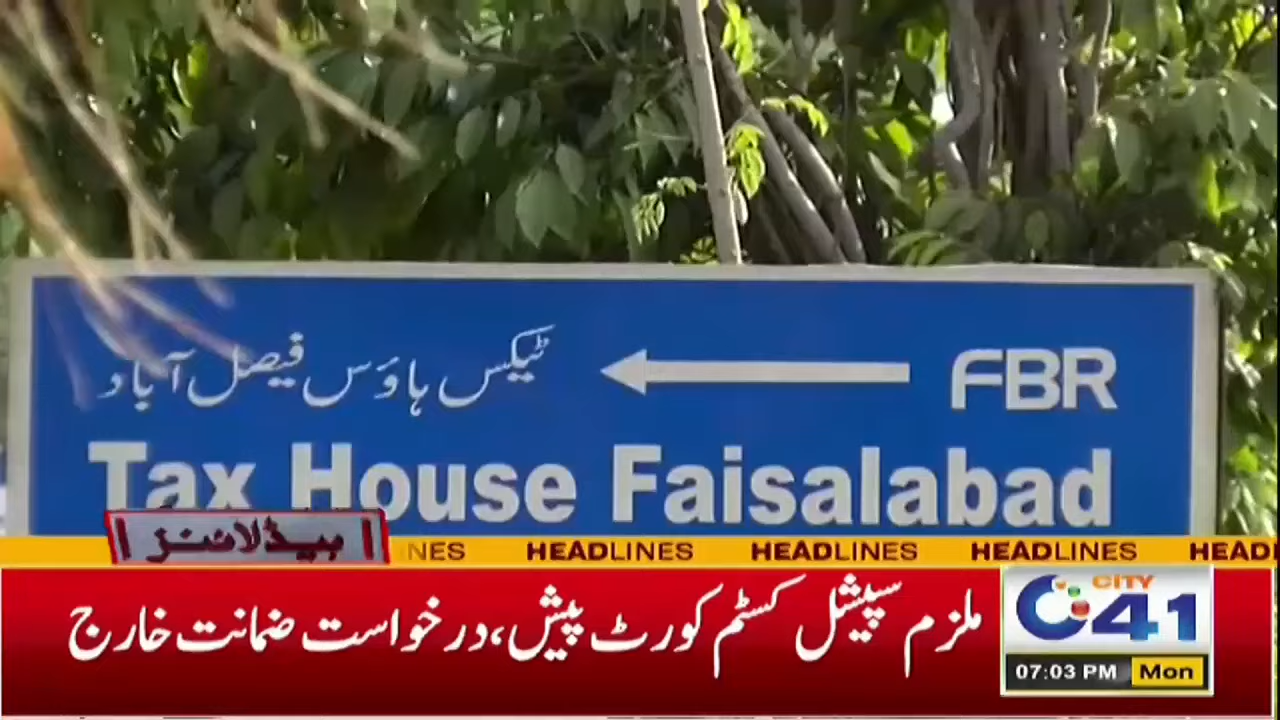 ٹیکس ہاؤس فیصل آباد
FBR
Tax House Faisalabad
ہیڈلائنز
NES HEADLINES HEADLINES HEADLINES HEADL
ملزم سپیشل کسٹم کورٹ پیش، درخواست ضمانت خارج
CITY
41
07:03 PM Mon